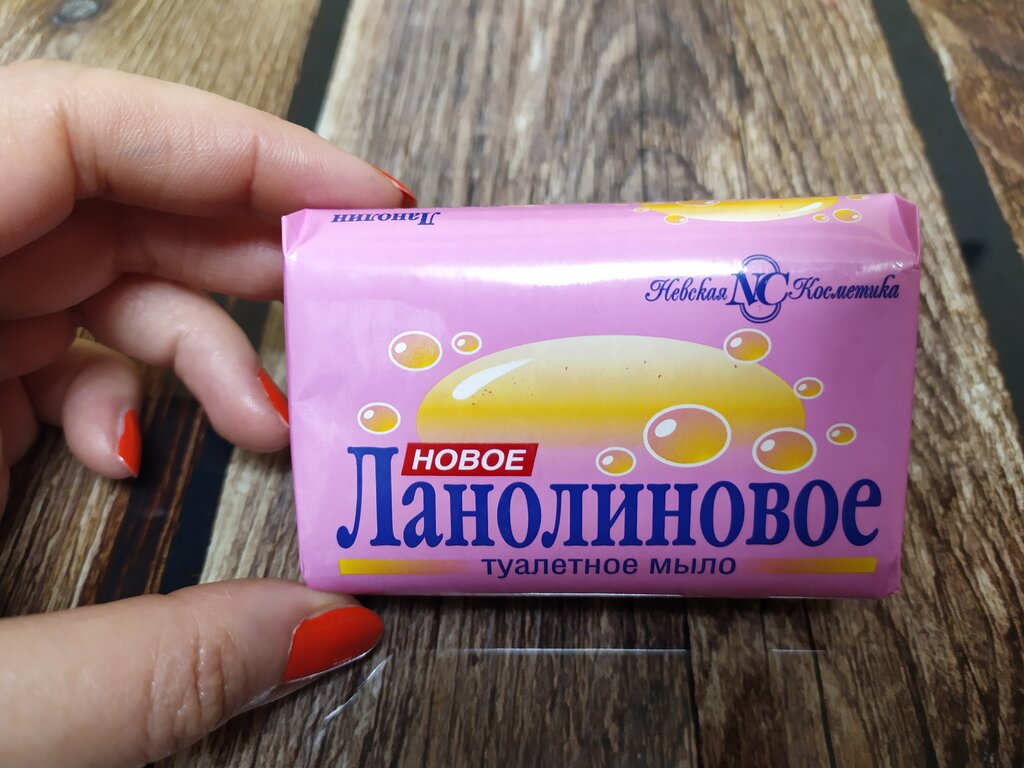 Ланолин
Невская NC Косметика
НОВОЕ
Ланолиновое
туалетное мыло